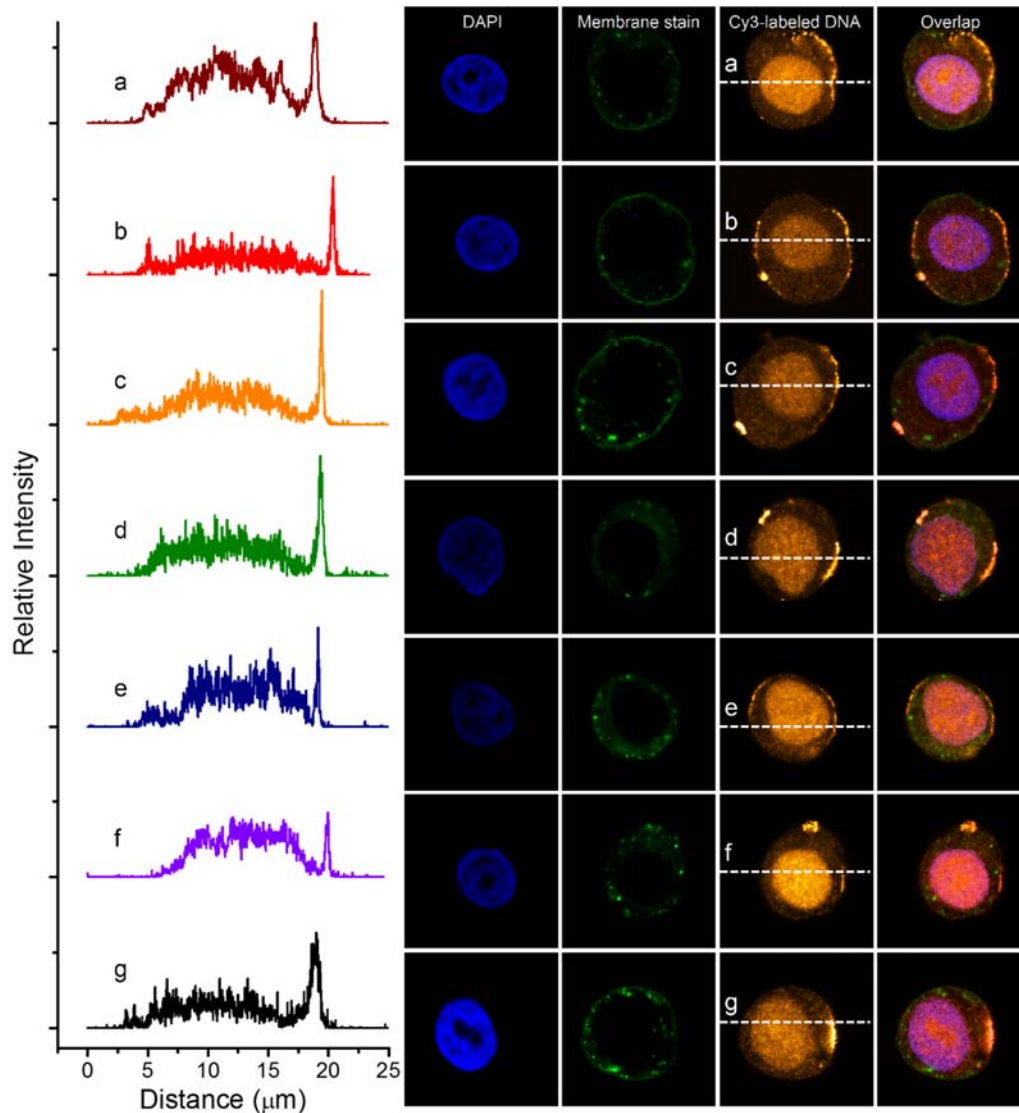 DAPI
Membrane stain
Cy3-labeled DNA
Overlap
a
a
b
b
c
c
d
d
e
e
f
f
g
g
Relative Intensity
0 5 10 15 20 25
Distance (μm)